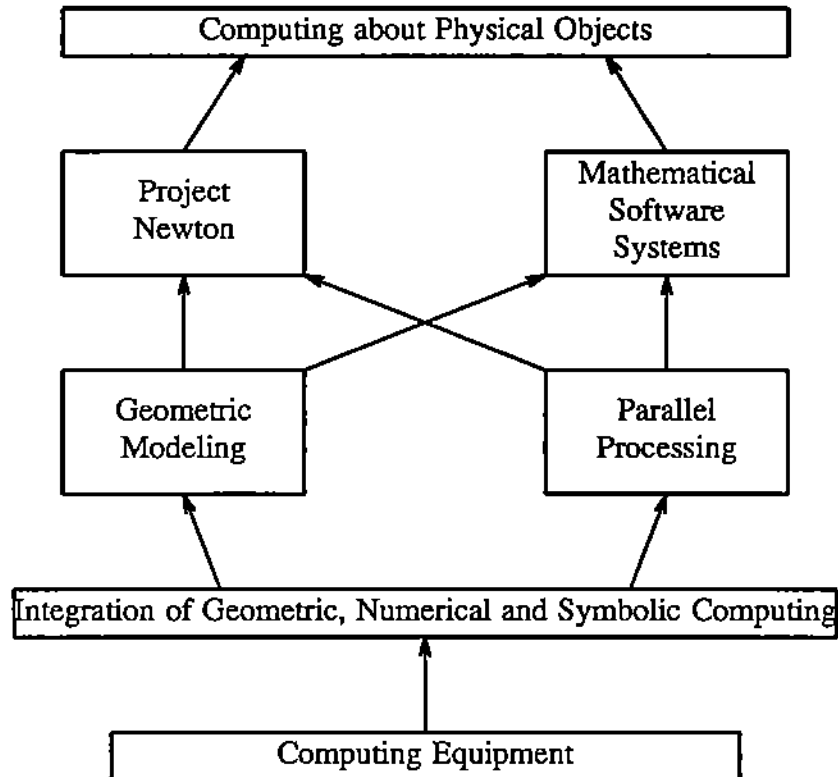 Computing about Physical Objects
Project
Newton
Mathematical
Software
Systems
Geometric
Modeling
Parallel
Processing
Integration of Geometric, Numerical and Symbolic Computing
Computing Equipment